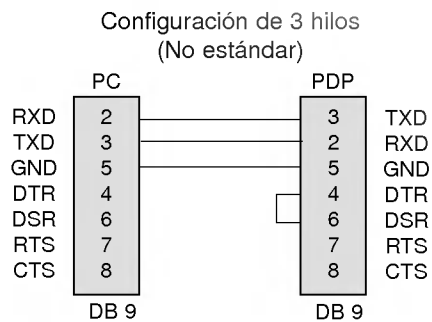 Configuración de 3 hilos
(No estándar)
PC PDP
RXD 2 3 TXD
TXD 3 2 RXD
GND 5 5 GND
DTR 4 4 DTR
DSR 6 6 DSR
RTS 7 7 RTS
CTS 8 8 CTS
DB 9 DB 9